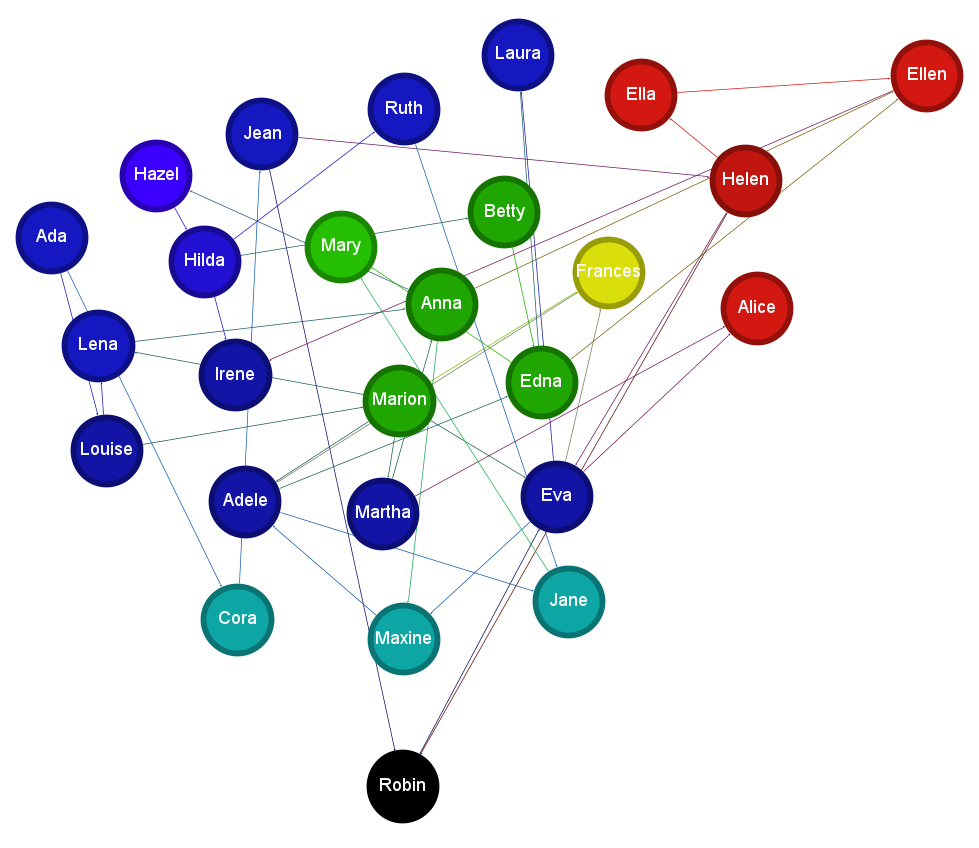 Laura
Ellen
Ella
Ruth
Jean
Hazel
Helen
Betty
Ada
Mary
Hilda
Frances
Anna
Alice
Lena
Irene
Edna
Marion
Louise
Eva
Adele
Martha
Jane
Cora
Maxine
Robin